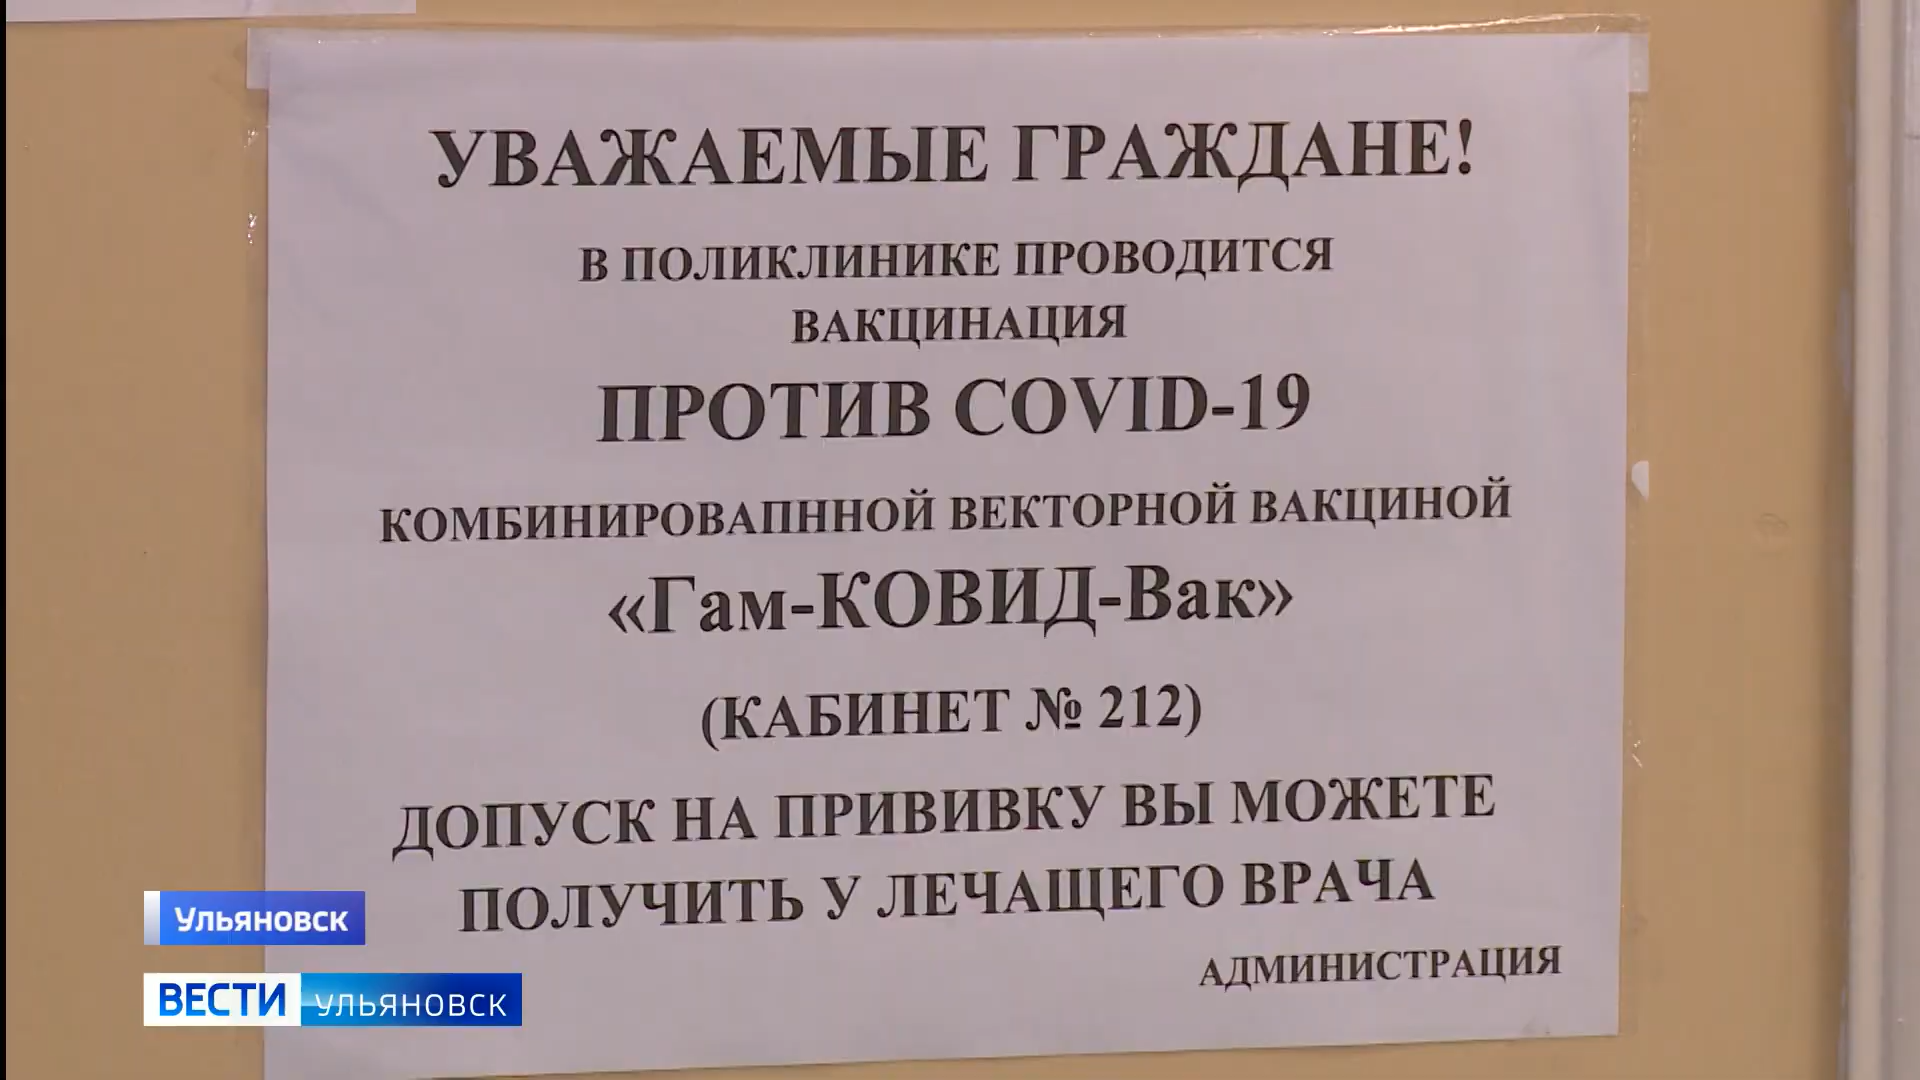 УВАЖАЕМЫЕ ГРАЖДАНЕ!
В ПОЛИКЛИНИКЕ ПРОВОДИТСЯ
ВАКЦИНАЦИЯ
ПРОТИВ COVID-19
КОМБИНИРОВАПННОЙ ВЕКТОРНОЙ ВАКЦИНОЙ
«Гам-КОВИД-Вак»
(КАБИНЕТ № 212)
ДОПУСК НА ПРИВИВКУ ВЫ МОЖЕТЕ
ПОЛУЧИТЬ У ЛЕЧАЩЕГО ВРАЧА
АДМИНИСТРАЦИЯ
Ульяновск
ВЕСТИ УЛЬЯНОВСК